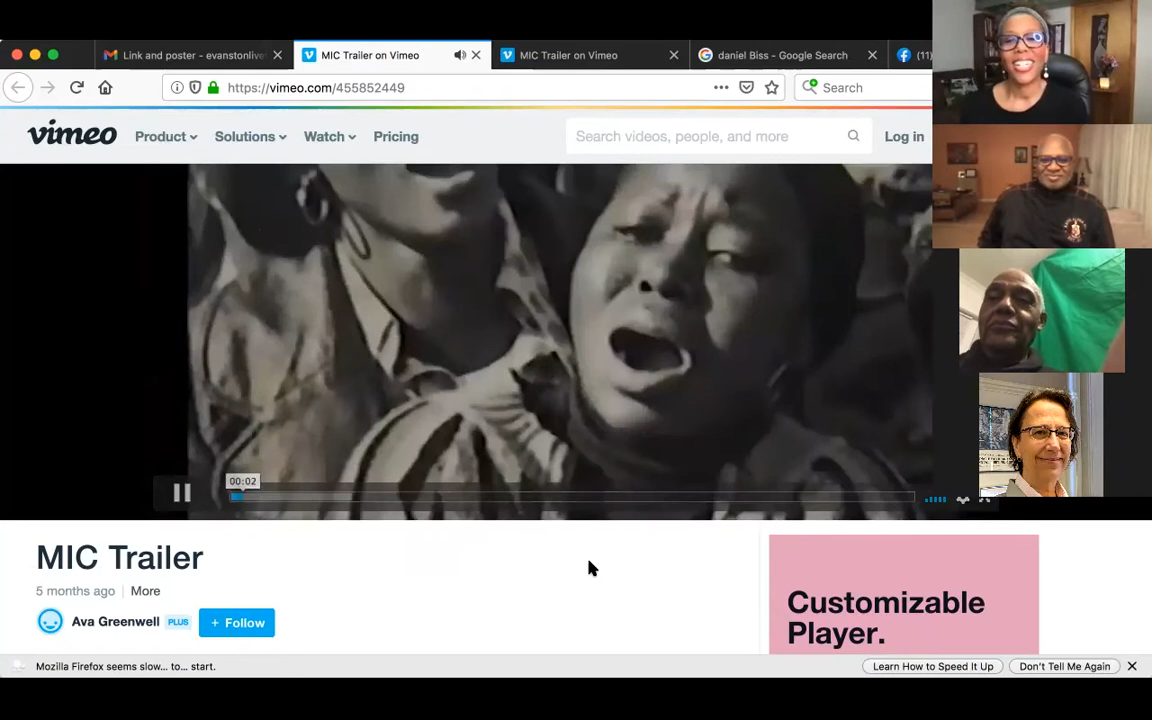 Link and poster - evanstonlive
MIC Trailer on Vimeo
MIC Trailer on Vimeo
daniel Biss - Google Search
(11)
https://vimeo.com/455852449
Search
vimeo
Product
Solutions
Watch
Pricing
Search videos, people, and more
Log in
00:02
MIC Trailer
5 months ago
More
Ava Greenwell
PLUS
+ Follow
Customizable
Player.
Mozilla Firefox seems slow... to... start.
Learn How to Speed It Up
Don't Tell Me Again